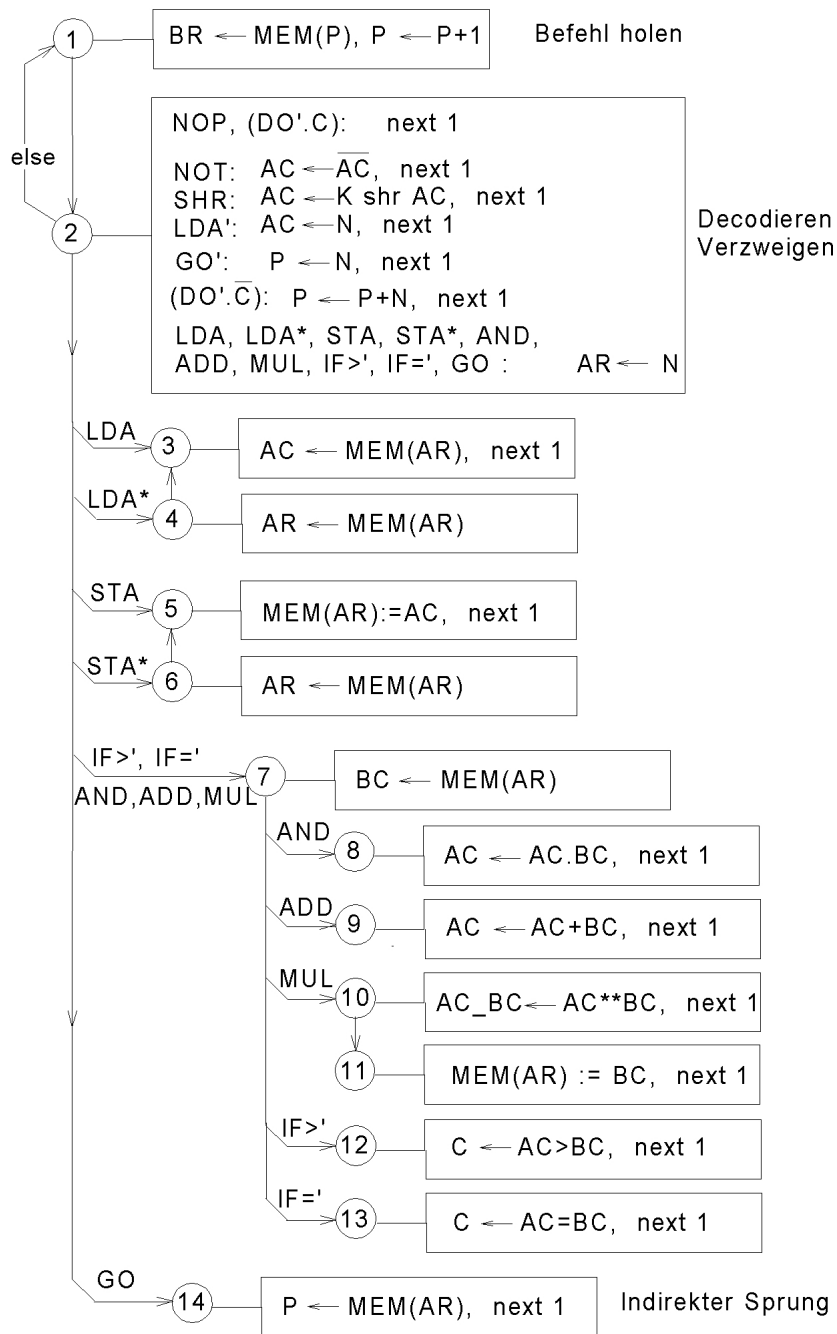 1 BR ← MEM(P), P ← P+1 Befehl holen
NOP, (DO'.C): next 1
else
NOT: AC ← A̅C̅, next 1
SHR: AC ← K shr AC, next 1
2 LDA': AC ← N, next 1
Decodieren
Verzweigen
GO': P ← N, next 1
(DO'.C̅): P ← P+N, next 1
LDA, LDA*, STA, STA*, AND,
ADD, MUL, IF>', IF=', GO : AR ← N
LDA 3 AC ← MEM(AR), next 1
LDA* 4 AR ← MEM(AR)
STA 5 MEM(AR):=AC, next 1
STA* 6 AR ← MEM(AR)
IF>', IF=' 7 BC ← MEM(AR)
AND,ADD,MUL
AND 8 AC ← AC.BC, next 1
ADD 9 AC ← AC+BC, next 1
MUL 10 AC_BC ← AC**BC, next 1
11 MEM(AR) := BC, next 1
IF>' 12 C ← AC>BC, next 1
IF=' 13 C ← AC=BC, next 1
GO 14 P ← MEM(AR), next 1 Indirekter Sprung